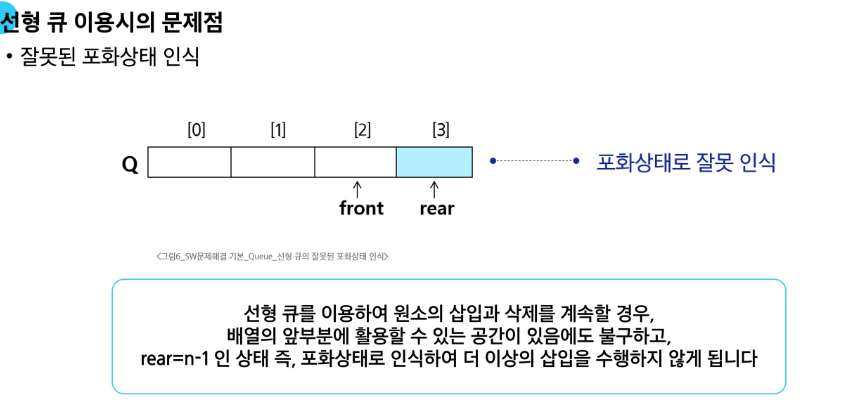 선형 큐 이용시의 문제점
• 잘못된 포화상태 인식
[0] [1] [2] [3]
Q
포화상태로 잘못 인식
front rear
<그림6_SW문제해결 기본_Queue_선형 큐의 잘못된 포화상태 인식>
선형 큐를 이용하여 원소의 삽입과 삭제를 계속할 경우,
배열의 앞부분에 활용할 수 있는 공간이 있음에도 불구하고,
rear=n-1 인 상태 즉, 포화상태로 인식하여 더 이상의 삽입을 수행하지 않게 됩니다